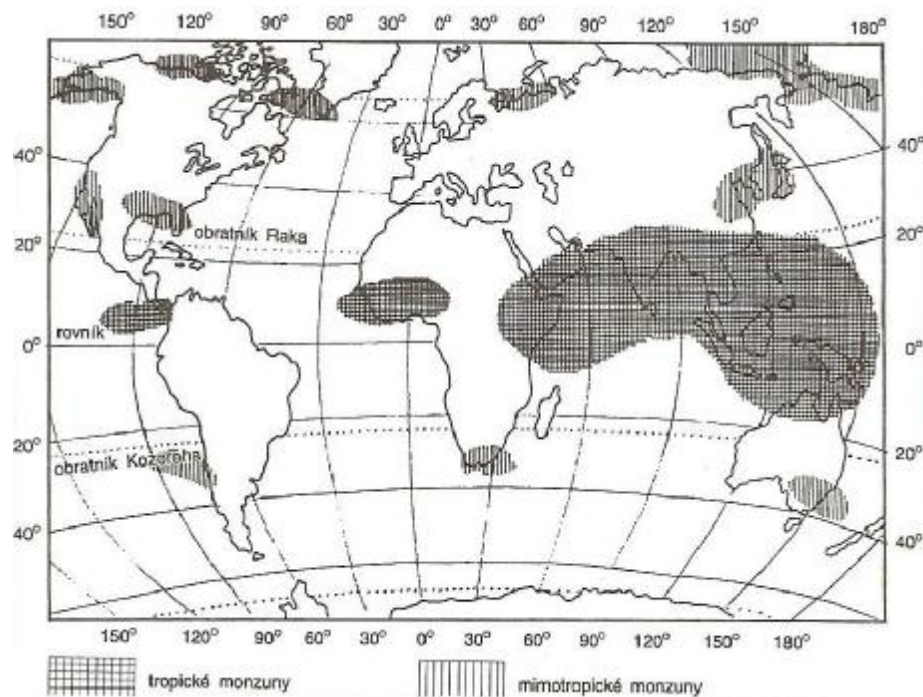 150° 120° 90° 60° 30° 0° 30° 60° 90° 120° 150° 180°
40° 40°
obratník Raka
20° 20°
rovník
0° 0°
20° 20°
obratník Kozoroha
40° 40°
150° 120° 90° 60° 30° 0° 30° 60° 90° 120° 150° 180°
tropické monzuny mimotropické monzuny